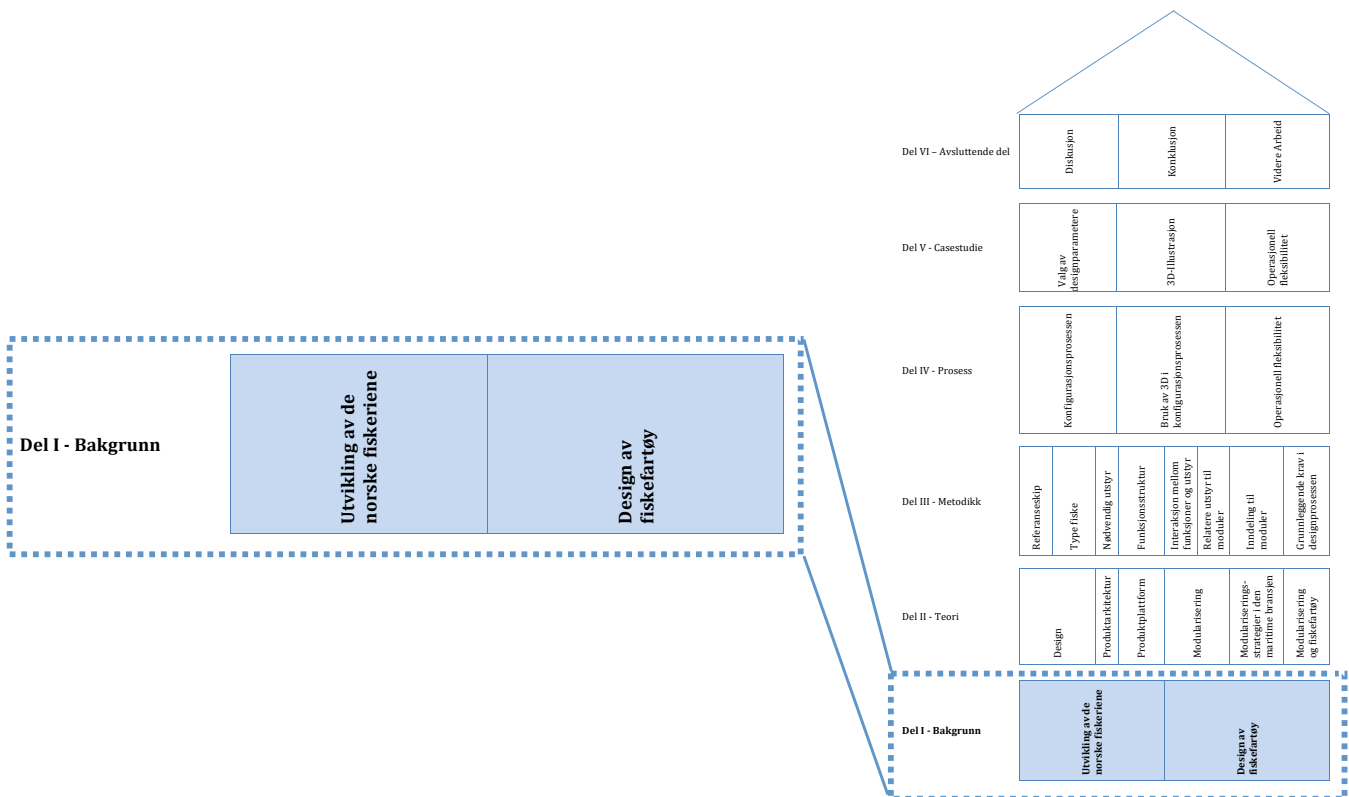 Del I - Bakgrunn
Utvikling av de
norske fiskeriene
Design av
fiskefartøy
Del VI – Avsluttende del
Diskusjon
Konklusjon
Videre Arbeid
Del V - Casestudie
Valg av
designparametere
3D-Illustrasjon
Operasjonell
fleksibilitet
Del IV - Prosess
Konfigurasjonsprosessen
Bruk av 3D i
konfigurasjonsprosessen
Operasjonell fleksibilitet
Del III - Metodikk
Referanseskip
Type fiske
Nødvendig utstyr
Funksjonsstruktur
Interaksjon mellom
funksjoner og utstyr
Relatere utstyr til
moduler
Inndeling til
moduler
Grunnleggende krav i
designprosessen
Del II - Teori
Design
Produktarkitektur
Produktplattform
Modularisering
Modulariserings-
strategier i den
maritime bransjen
Modularisering
og fiskefartøy
Del I - Bakgrunn
Utvikling av de
norske fiskeriene
Design av
fiskefartøy